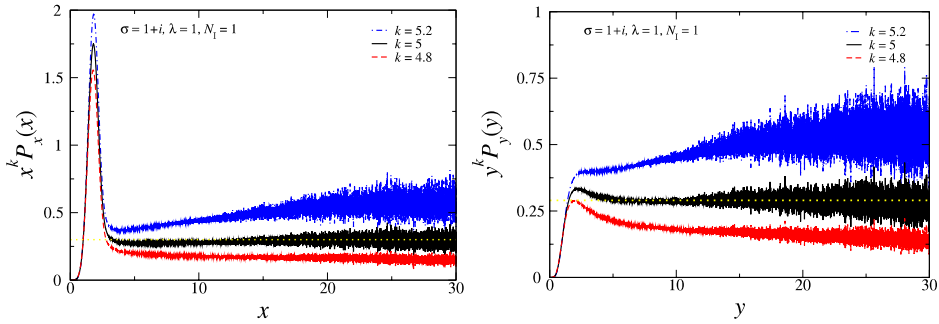 σ = 1+i, λ = 1, N_I = 1
k = 5.2
k = 5
k = 4.8
x^k P_x(x)
2
1.5
1
0.5
0
0 10 20 30
x
σ = 1+i, λ = 1, N_I = 1
k = 5.2
k = 5
k = 4.8
y^k P_y(y)
1
0.75
0.5
0.25
0
0 10 20 30
y